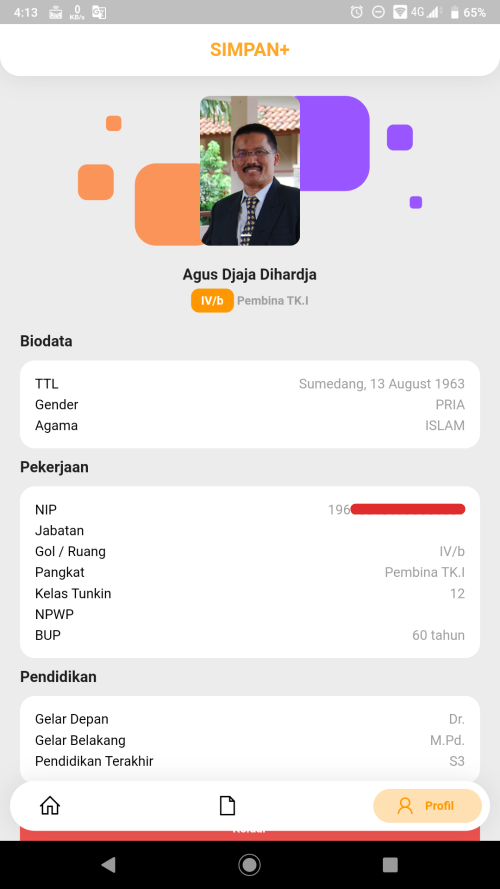 4:13 0 KB/s 4G 65%
SIMPAN+
Agus Djaja Dihardja
IV/b Pembina TK.I
Biodata
TTL Sumedang, 13 August 1963
Gender PRIA
Agama ISLAM
Pekerjaan
NIP 196
Jabatan
Gol / Ruang IV/b
Pangkat Pembina TK.I
Kelas Tunkin 12
NPWP
BUP 60 tahun
Pendidikan
Gelar Depan Dr.
Gelar Belakang M.Pd.
Pendidikan Terakhir S3
Profil